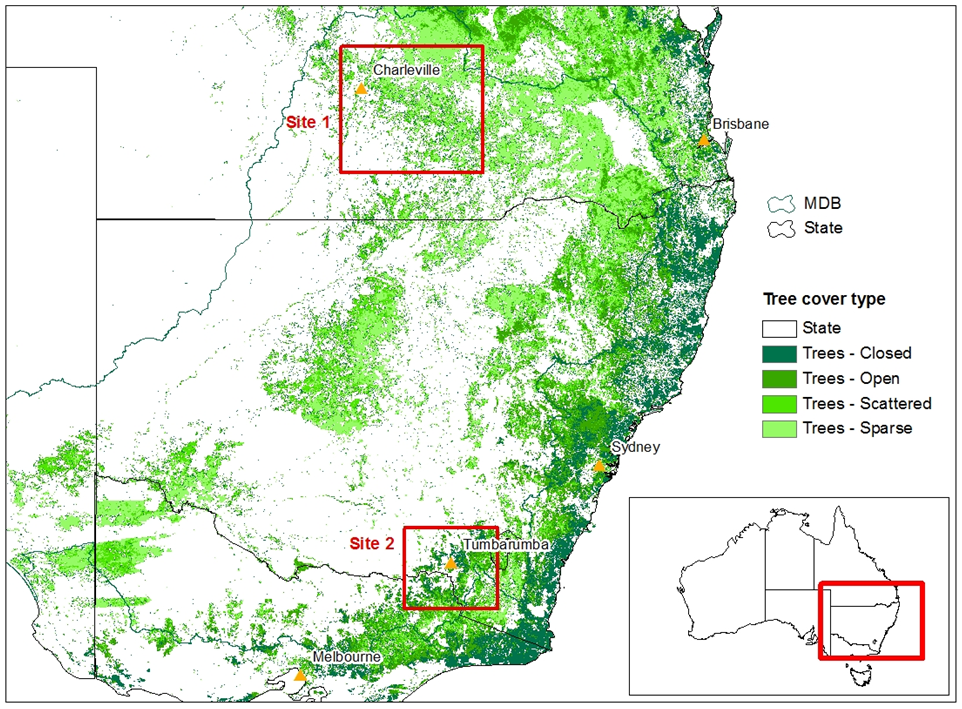 Charleville
Site 1
Brisbane
MDB
State
Tree cover type
State
Trees - Closed
Trees - Open
Trees - Scattered
Trees - Sparse
Sydney
Site 2
Tumbarumba
Melbourne